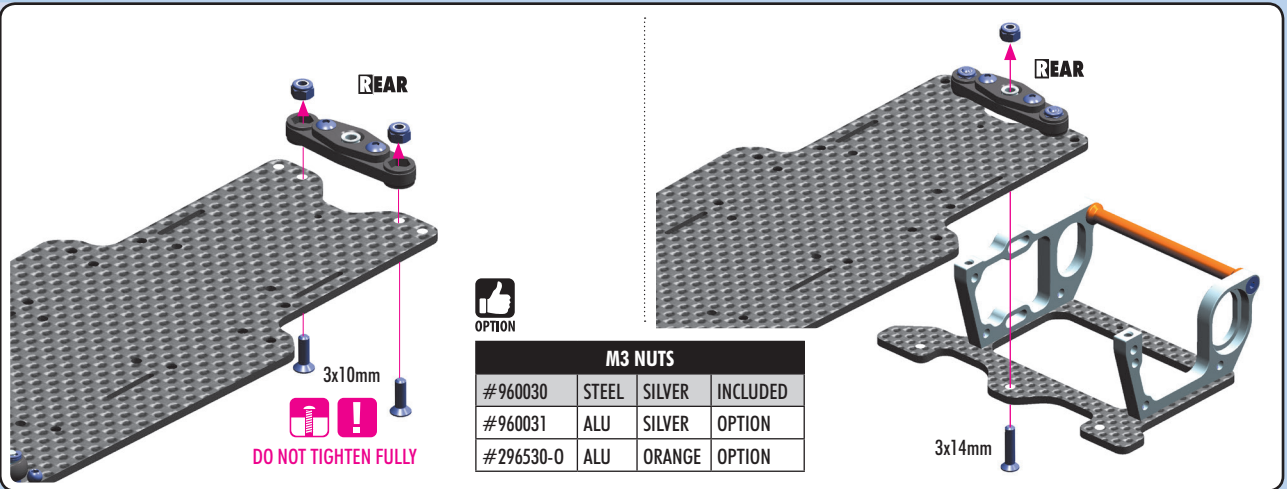 REAR
3x10mm
DO NOT TIGHTEN FULLY
OPTION
M3 NUTS
#960030 STEEL SILVER INCLUDED
#960031 ALU SILVER OPTION
#296530-O ALU ORANGE OPTION
REAR
3x14mm